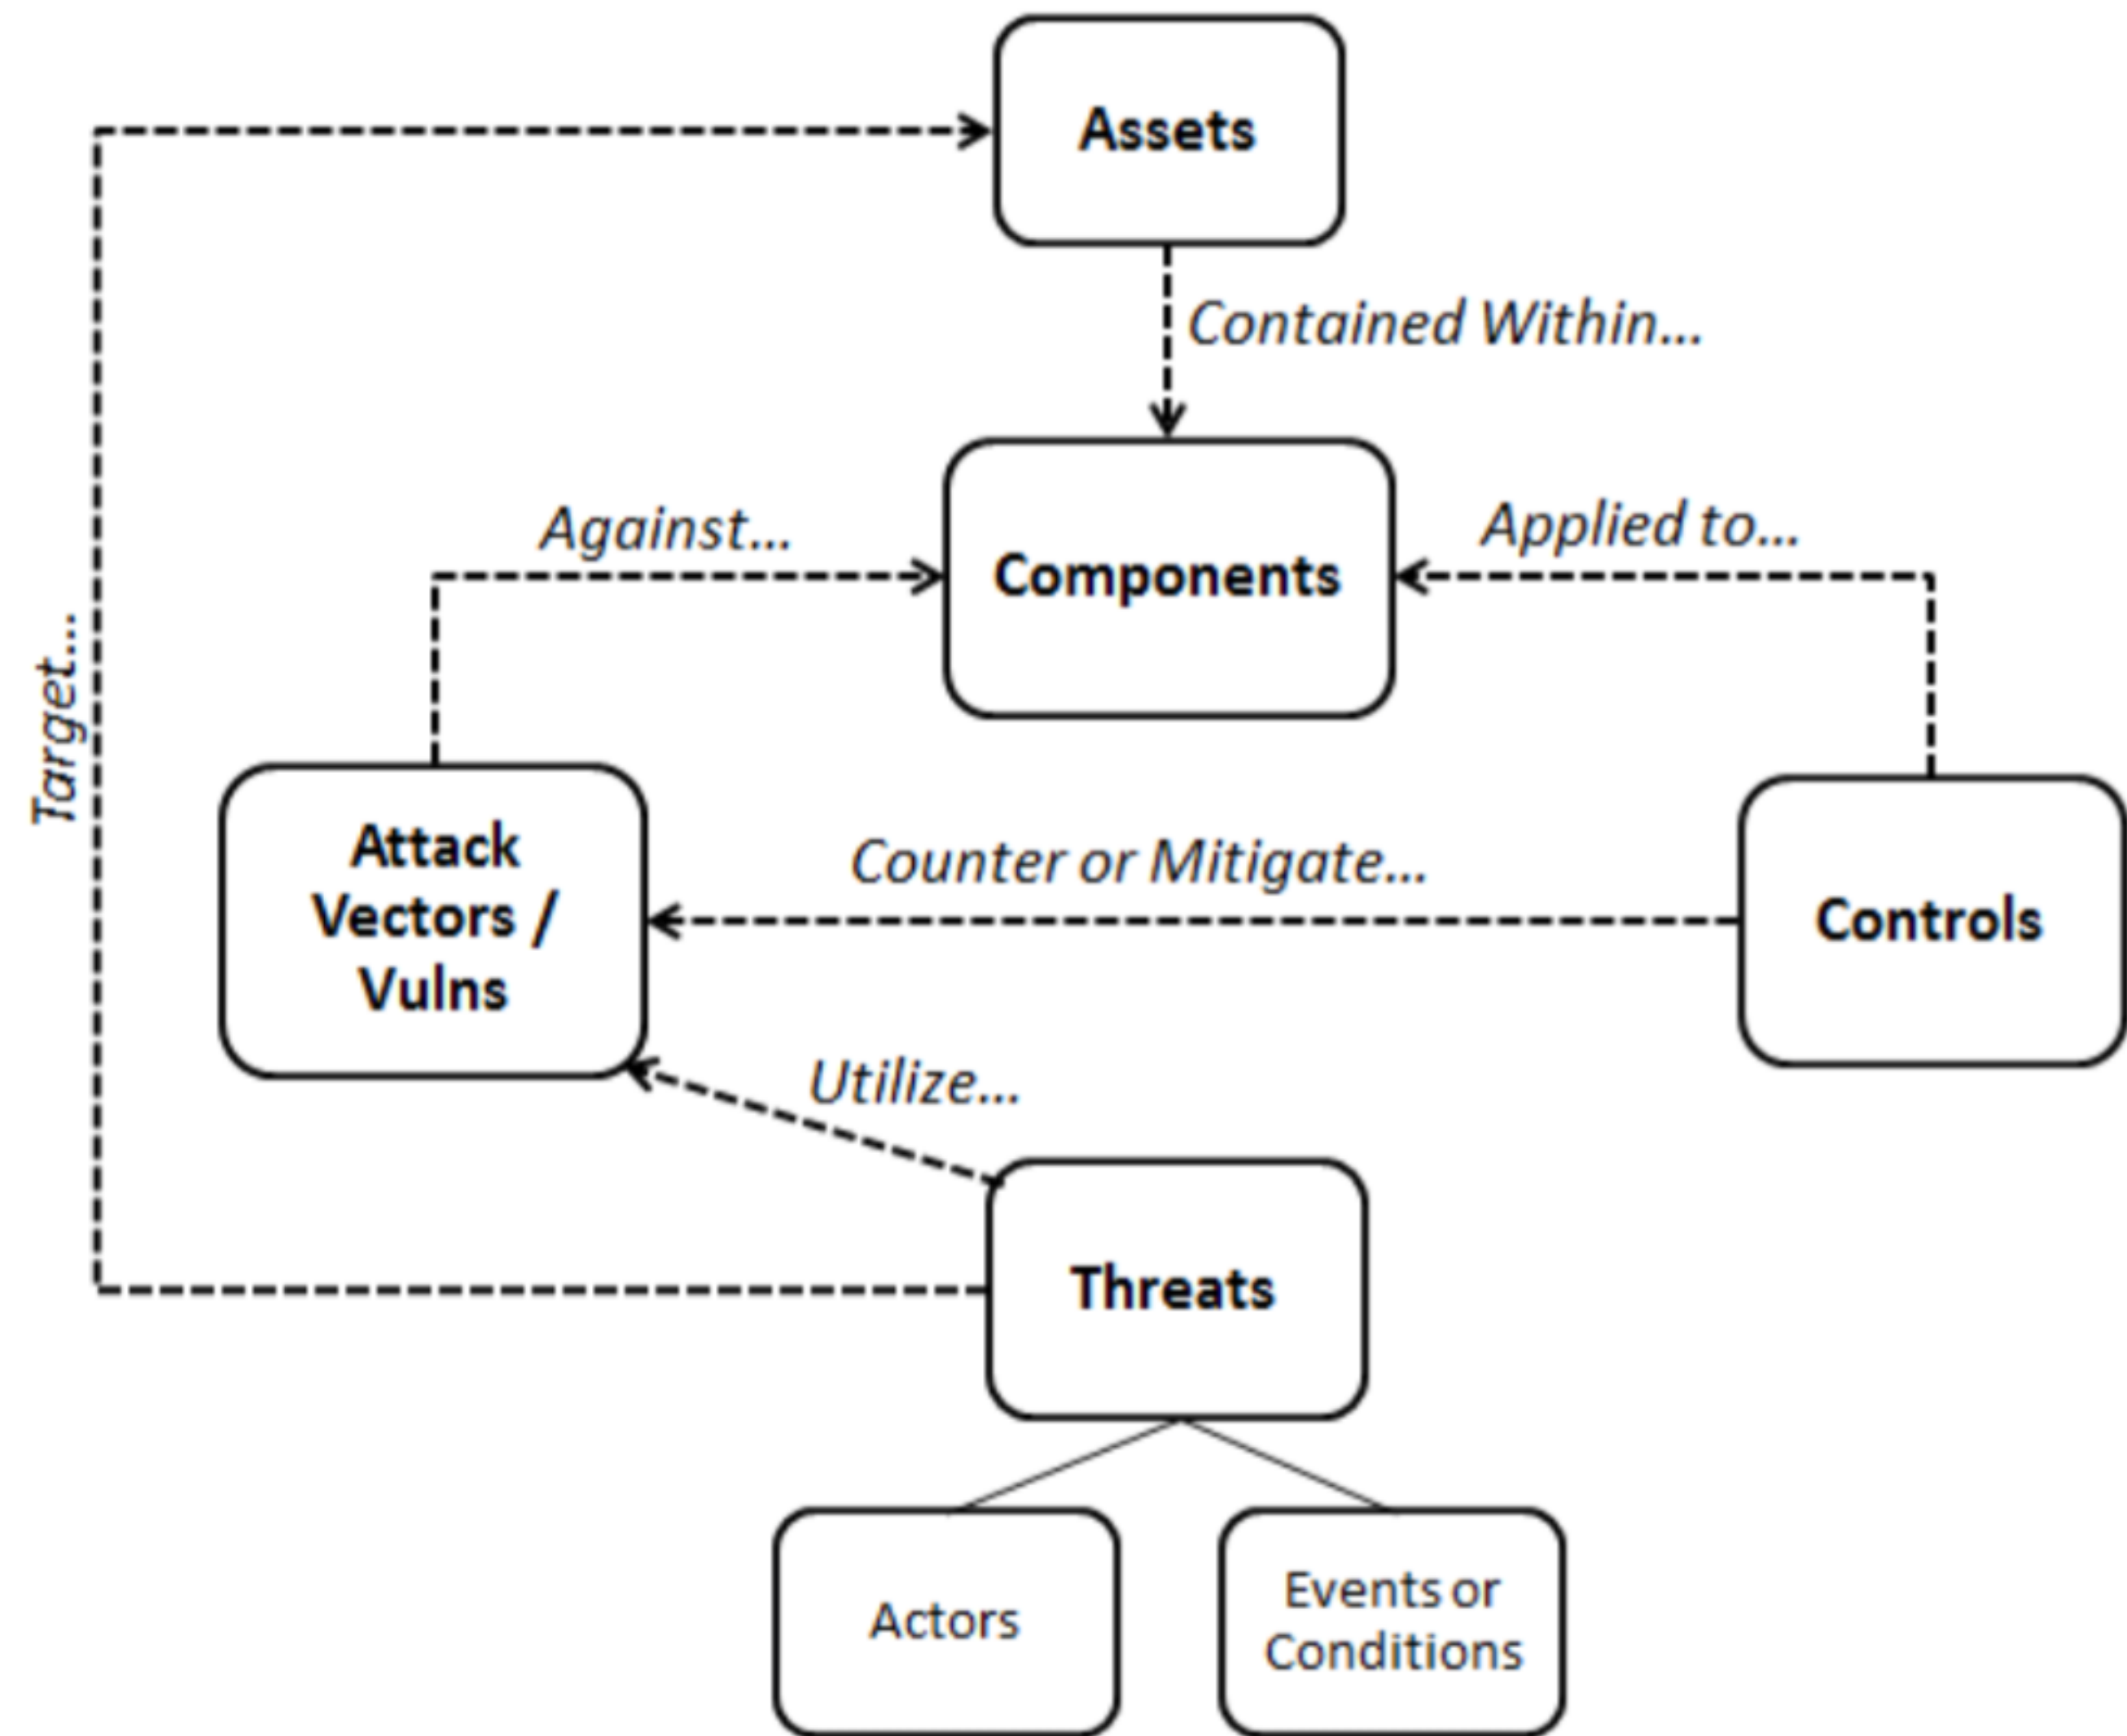 Assets
Contained Within...
Against...
Applied to...
Components
Target...
Attack
Vectors /
Vulns
Counter or Mitigate...
Controls
Utilize...
Threats
Actors
Events or
Conditions